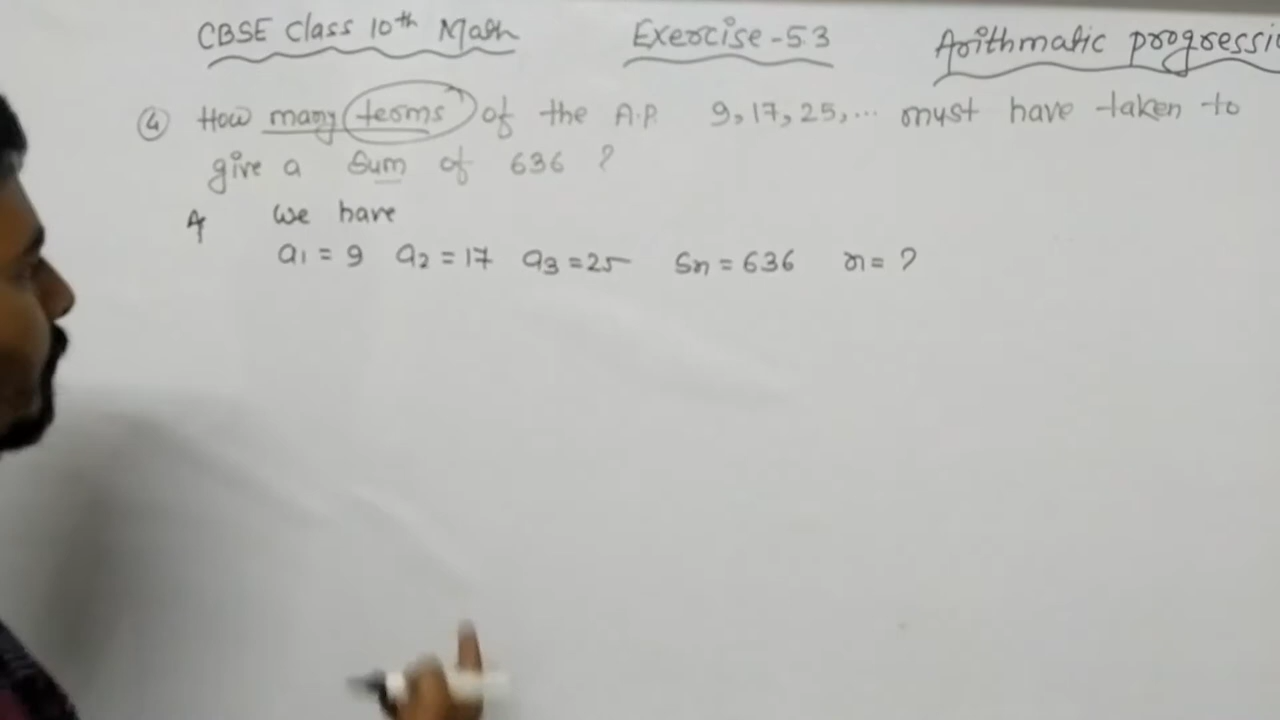 CBSE Class 10th Math Exercise - 5.3 Arithmatic progressi
④ How many terms of the A.P. 9, 17, 25, ... must have taken to
give a sum of 636 ?
we have
a1 = 9 a2 = 17 a3 = 25 Sn = 636 n = ?